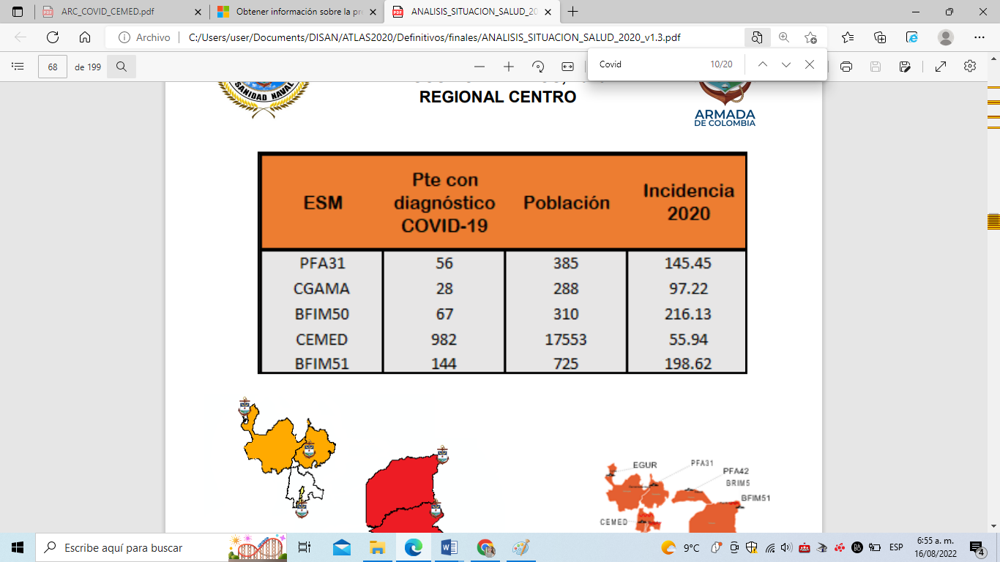 ARC_COVID_CEMED.pdf
Obtener información sobre la pr
ANALISIS_SITUACION_SALUD_20
Archivo
C:/Users/user/Documents/DISAN/ATLAS2020/Definitivos/finales/ANALISIS_SITUACION_SALUD_2020_v1.3.pdf
68 de 199
Covid 10/20
SANIDAD NAVAL
REGIONAL CENTRO
ARMADA
DE COLOMBIA
ESM Pte con diagnóstico COVID-19 Población Incidencia 2020
PFA31 56 385 145.45
CGAMA 28 288 97.22
BFIM50 67 310 216.13
CEMED 982 17553 55.94
BFIM51 144 725 198.62
EGUR
PFA31
PFA42
BRIM5
BFIM51
CEMED
Escribe aquí para buscar
9°C
ESP
6:55 a. m.
16/08/2022
4